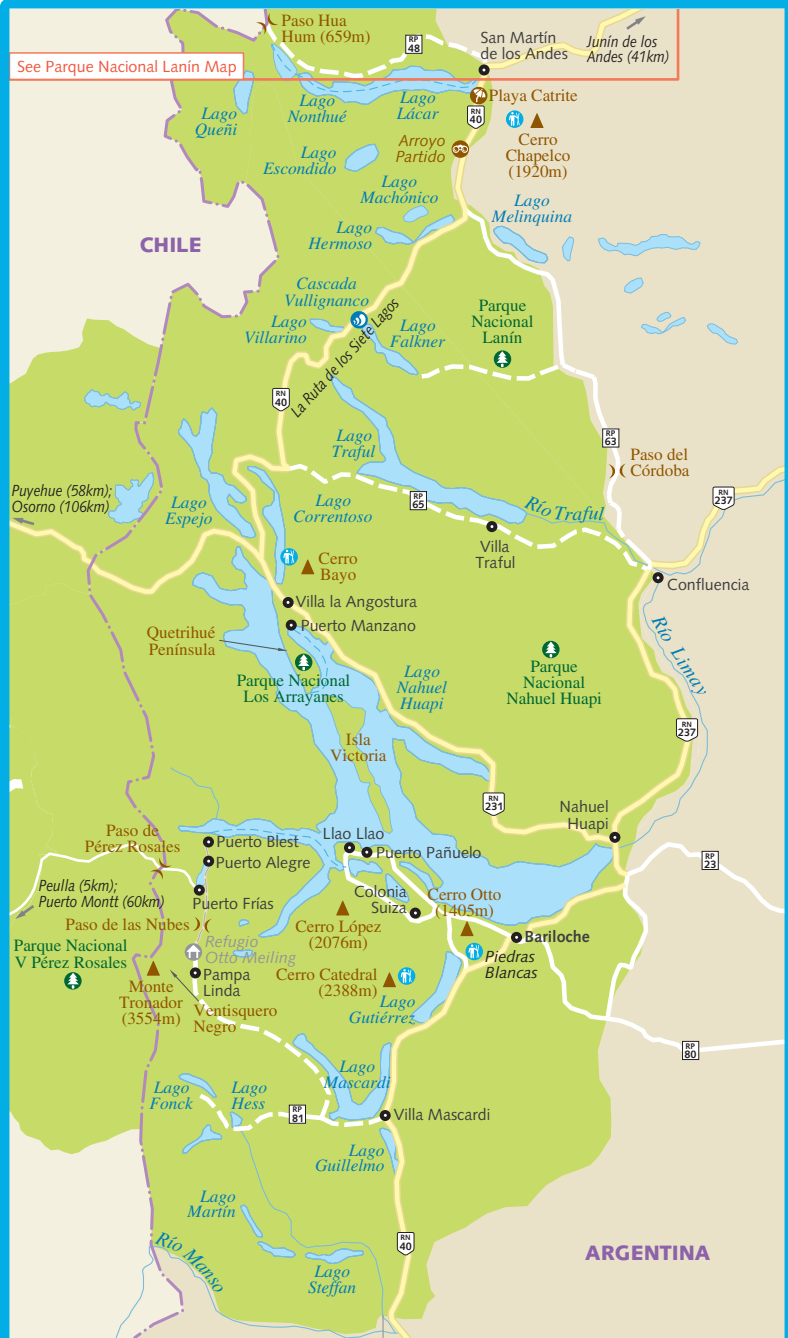 Paso Hua
Hum (659m)
RP
48
San Martín
de los Andes
Junín de los
Andes (41km)
See Parque Nacional Lanín Map
Lago
Queñi
Lago
Nonthué
Lago
Lácar
Playa Catrite
RN
40
Arroyo
Partido
Cerro
Chapelco
(1920m)
Lago
Escondido
Lago
Machónico
Lago
Hermoso
Lago
Melinquina
CHILE
Cascada
Vullignanco
Lago
Villarino
Lago
Falkner
Parque
Nacional
Lanín
La Ruta de los Siete Lagos
RN
40
RP
63
Paso del
Córdoba
Lago
Traful
Puyehue (58km);
Osorno (106km)
Lago
Espejo
Lago
Correntoso
RP
65
Río Traful
RN
237
Villa
Traful
Cerro
Bayo
Confluencia
Villa la Angostura
Puerto Manzano
Quetrihué
Península
Parque Nacional
Los Arrayanes
Lago
Nahuel
Huapi
Parque
Nacional
Nahuel Huapi
Río Limay
Isla
Victoria
RN
237
RN
231
Nahuel
Huapi
Paso de
Pérez Rosales
Puerto Blest
Puerto Alegre
Llao Llao
Puerto Pañuelo
RP
23
Peulla (5km);
Puerto Montt (60km)
Puerto Frías
Colonia
Suiza
Cerro Otto
(1405m)
Paso de las Nubes
Cerro López
(2076m)
Bariloche
Parque Nacional
V Pérez Rosales
Refugio
Otto Meiling
Piedras
Blancas
Monte
Tronador
(3554m)
Pampa
Linda
Cerro Catedral
(2388m)
Ventisquero
Negro
Lago
Gutiérrez
RP
80
Lago
Mascardi
Lago
Fonck
Lago
Hess
RP
81
Villa Mascardi
Lago
Guillelmo
Lago
Martín
Río Manso
RN
40
Lago
Steffan
ARGENTINA